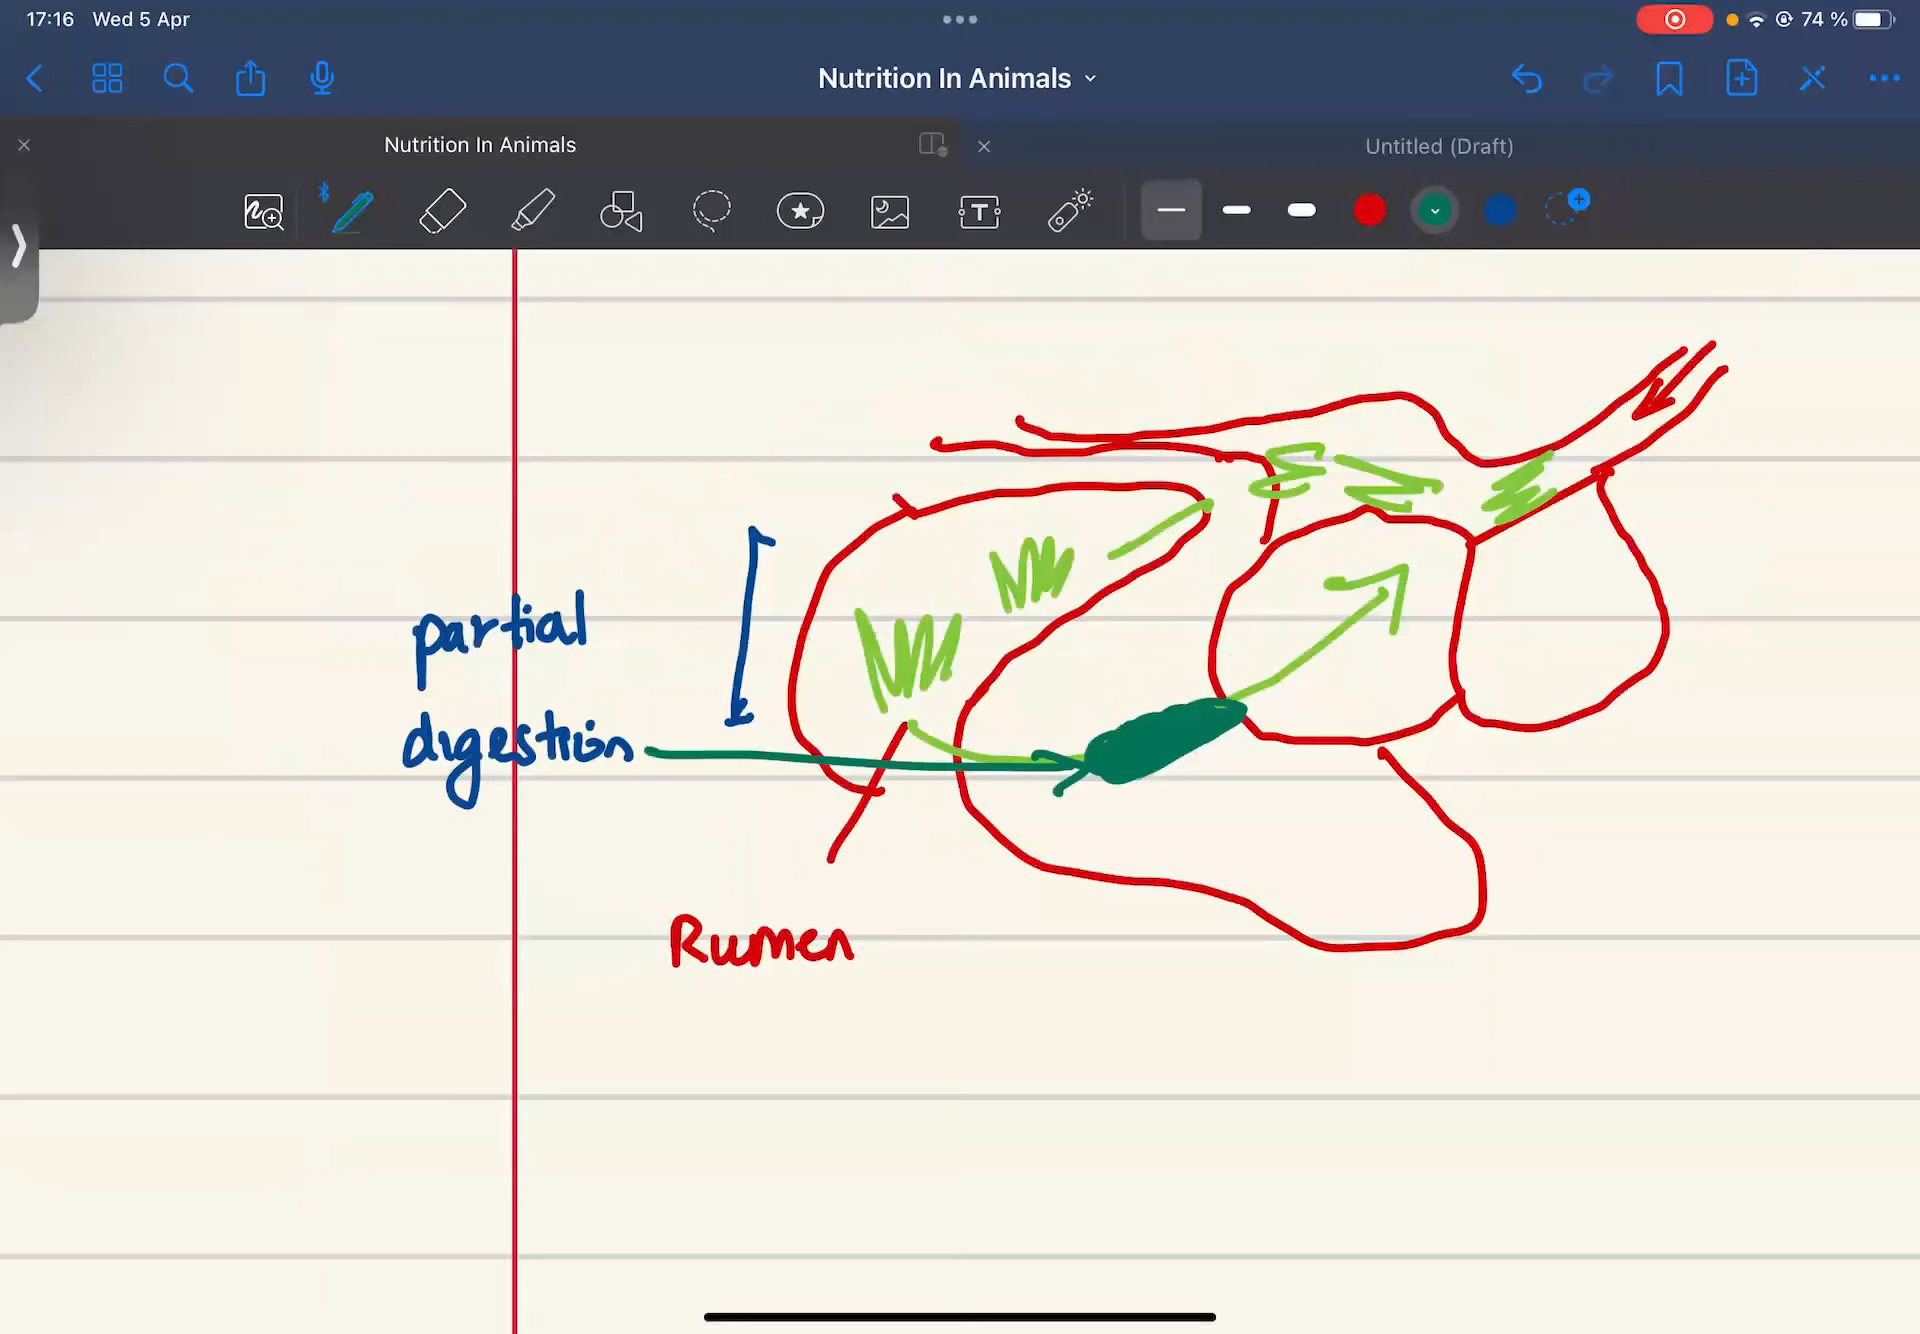 17:16 Wed 5 Apr
74 %
Nutrition In Animals
Nutrition In Animals
Untitled (Draft)
T
partial
digestion
Rumen